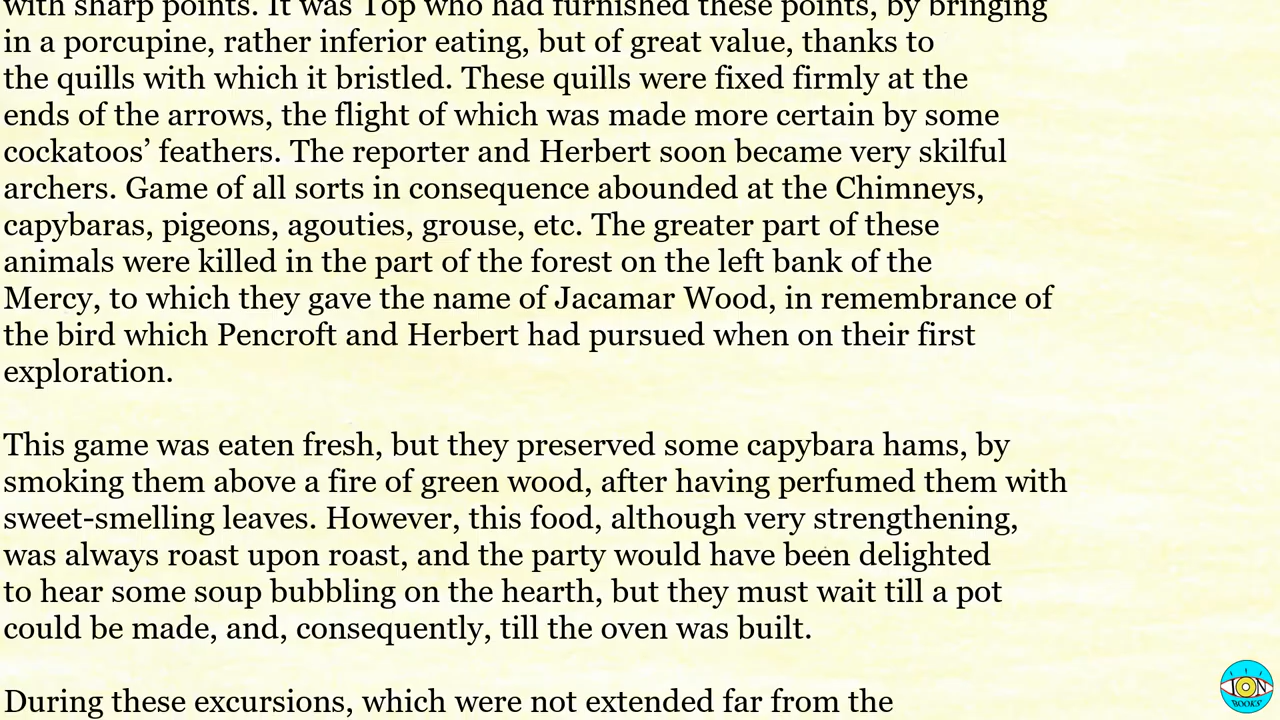 with sharp points. It was Top who had furnished these points, by bringing
in a porcupine, rather inferior eating, but of great value, thanks to
the quills with which it bristled. These quills were fixed firmly at the
ends of the arrows, the flight of which was made more certain by some
cockatoos’ feathers. The reporter and Herbert soon became very skilful
archers. Game of all sorts in consequence abounded at the Chimneys,
capybaras, pigeons, agouties, grouse, etc. The greater part of these
animals were killed in the part of the forest on the left bank of the
Mercy, to which they gave the name of Jacamar Wood, in remembrance of
the bird which Pencroft and Herbert had pursued when on their first
exploration.
This game was eaten fresh, but they preserved some capybara hams, by
smoking them above a fire of green wood, after having perfumed them with
sweet-smelling leaves. However, this food, although very strengthening,
was always roast upon roast, and the party would have been delighted
to hear some soup bubbling on the hearth, but they must wait till a pot
could be made, and, consequently, till the oven was built.
During these excursions, which were not extended far from the
ION
BOOKS